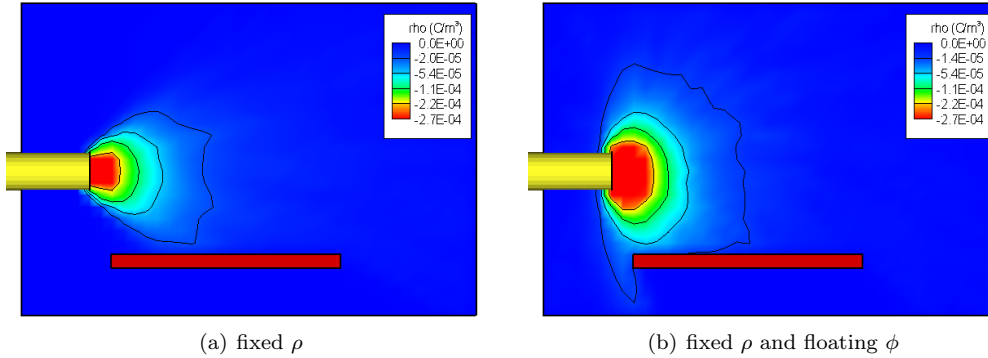 rho (C/m³)
0.0E+00
-2.0E-05
-5.4E-05
-1.1E-04
-2.2E-04
-2.7E-04
(a) fixed ρ
rho (C/m³)
0.0E+00
-1.4E-05
-5.4E-05
-1.1E-04
-2.2E-04
-2.7E-04
(b) fixed ρ and floating ϕ